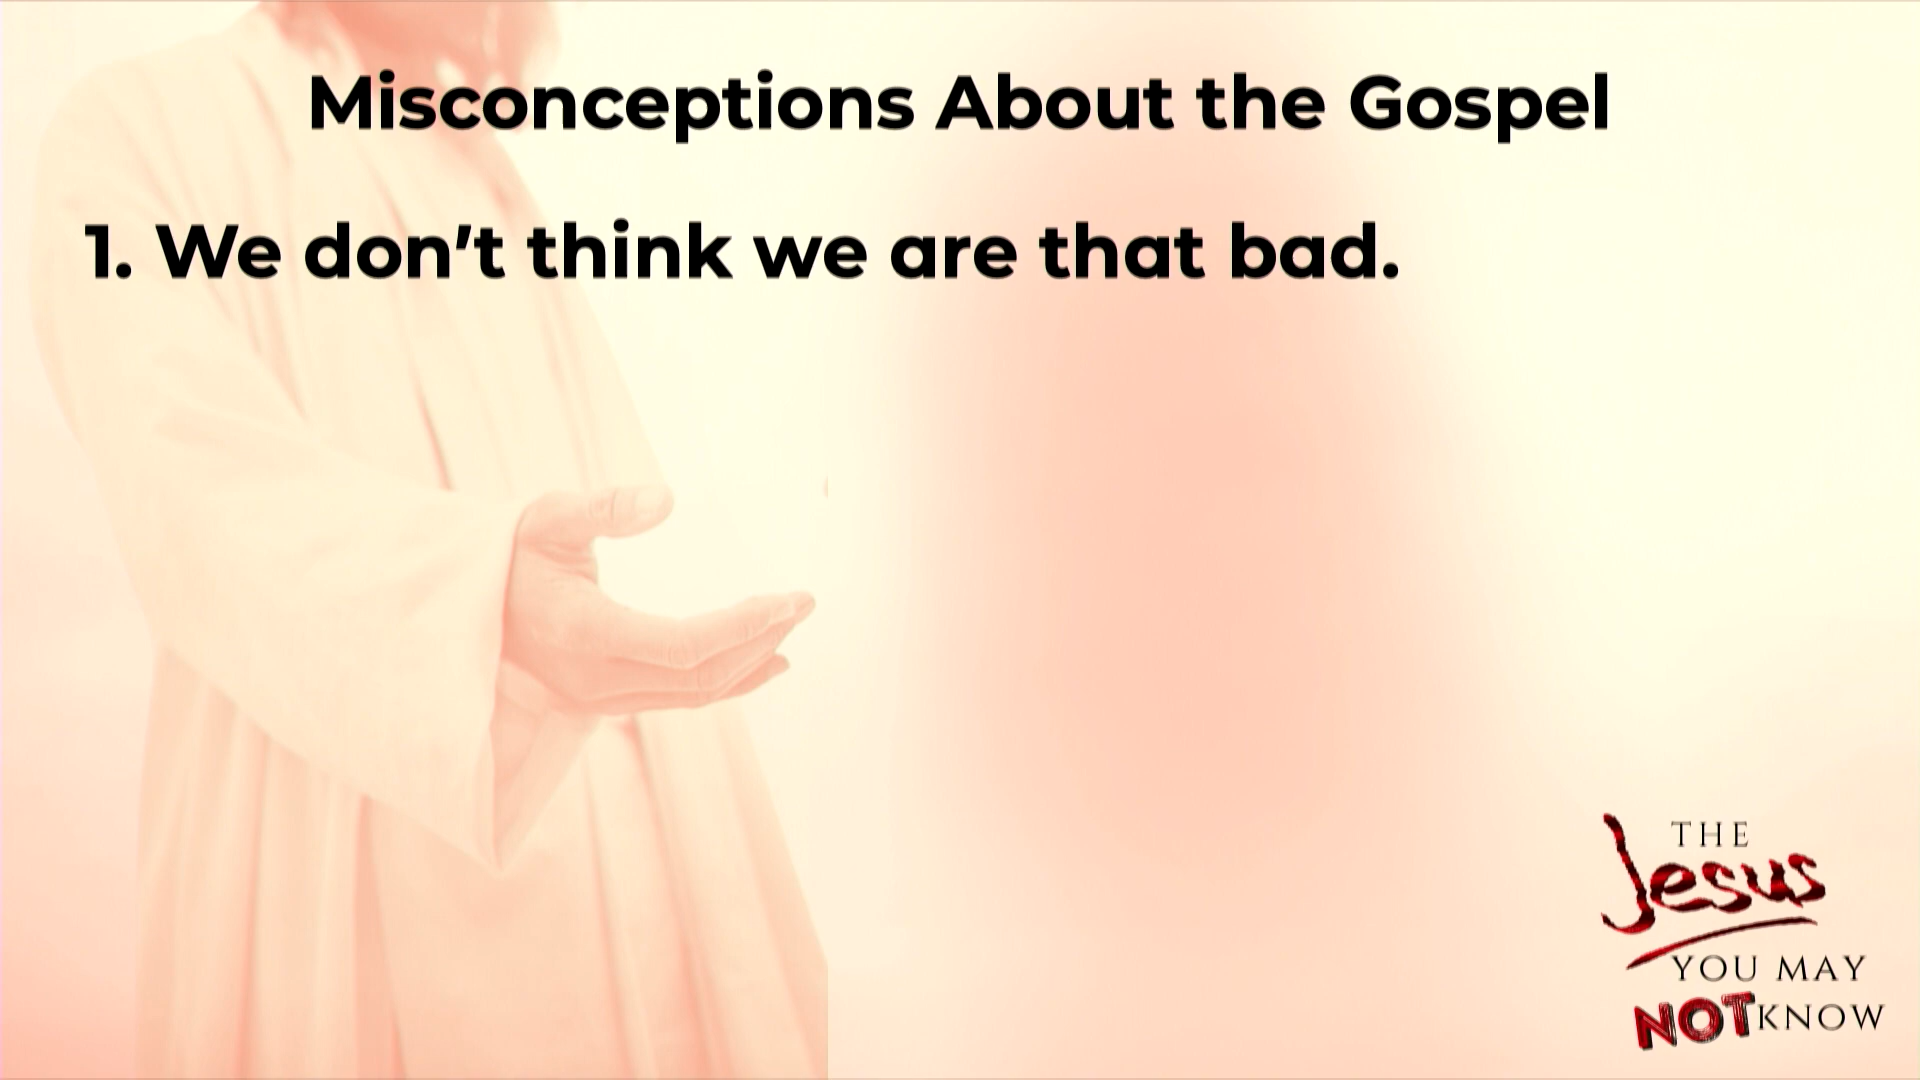 Misconceptions About the Gospel
1. We don't think we are that bad.
THE
Jesus
YOU MAY
NOT KNOW